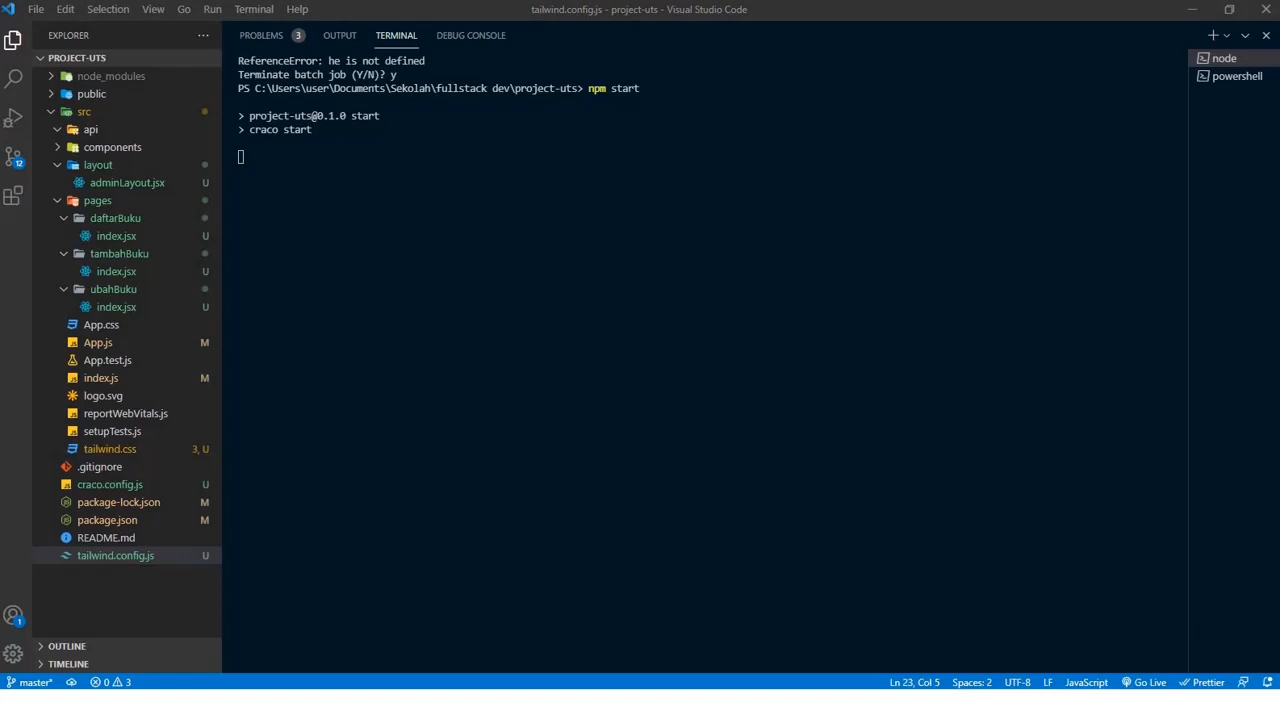 File Edit Selection View Go Run Terminal Help tailwind.config.js - project-uts - Visual Studio Code
EXPLORER
PROJECT-UTS
node_modules
public
src
api
components
layout
adminLayout.jsx U
pages
daftarBuku
index.jsx U
tambahBuku
index.jsx U
ubahBuku
index.jsx U
App.css
App.js M
App.test.js
index.js M
logo.svg
reportWebVitals.js
setupTests.js
tailwind.css 3, U
.gitignore
craco.config.js U
package-lock.json M
package.json M
README.md
tailwind.config.js U
OUTLINE
TIMELINE
12
1
PROBLEMS 3 OUTPUT TERMINAL DEBUG CONSOLE
ReferenceError: he is not defined
Terminate batch job (Y/N)? y
PS C:\Users\user\Documents\Sekolah\fullstack dev\project-uts> npm start
> project-uts@0.1.0 start
> craco start
node
powershell
master* 0 3 Ln 23, Col 5 Spaces: 2 UTF-8 LF JavaScript Go Live Prettier